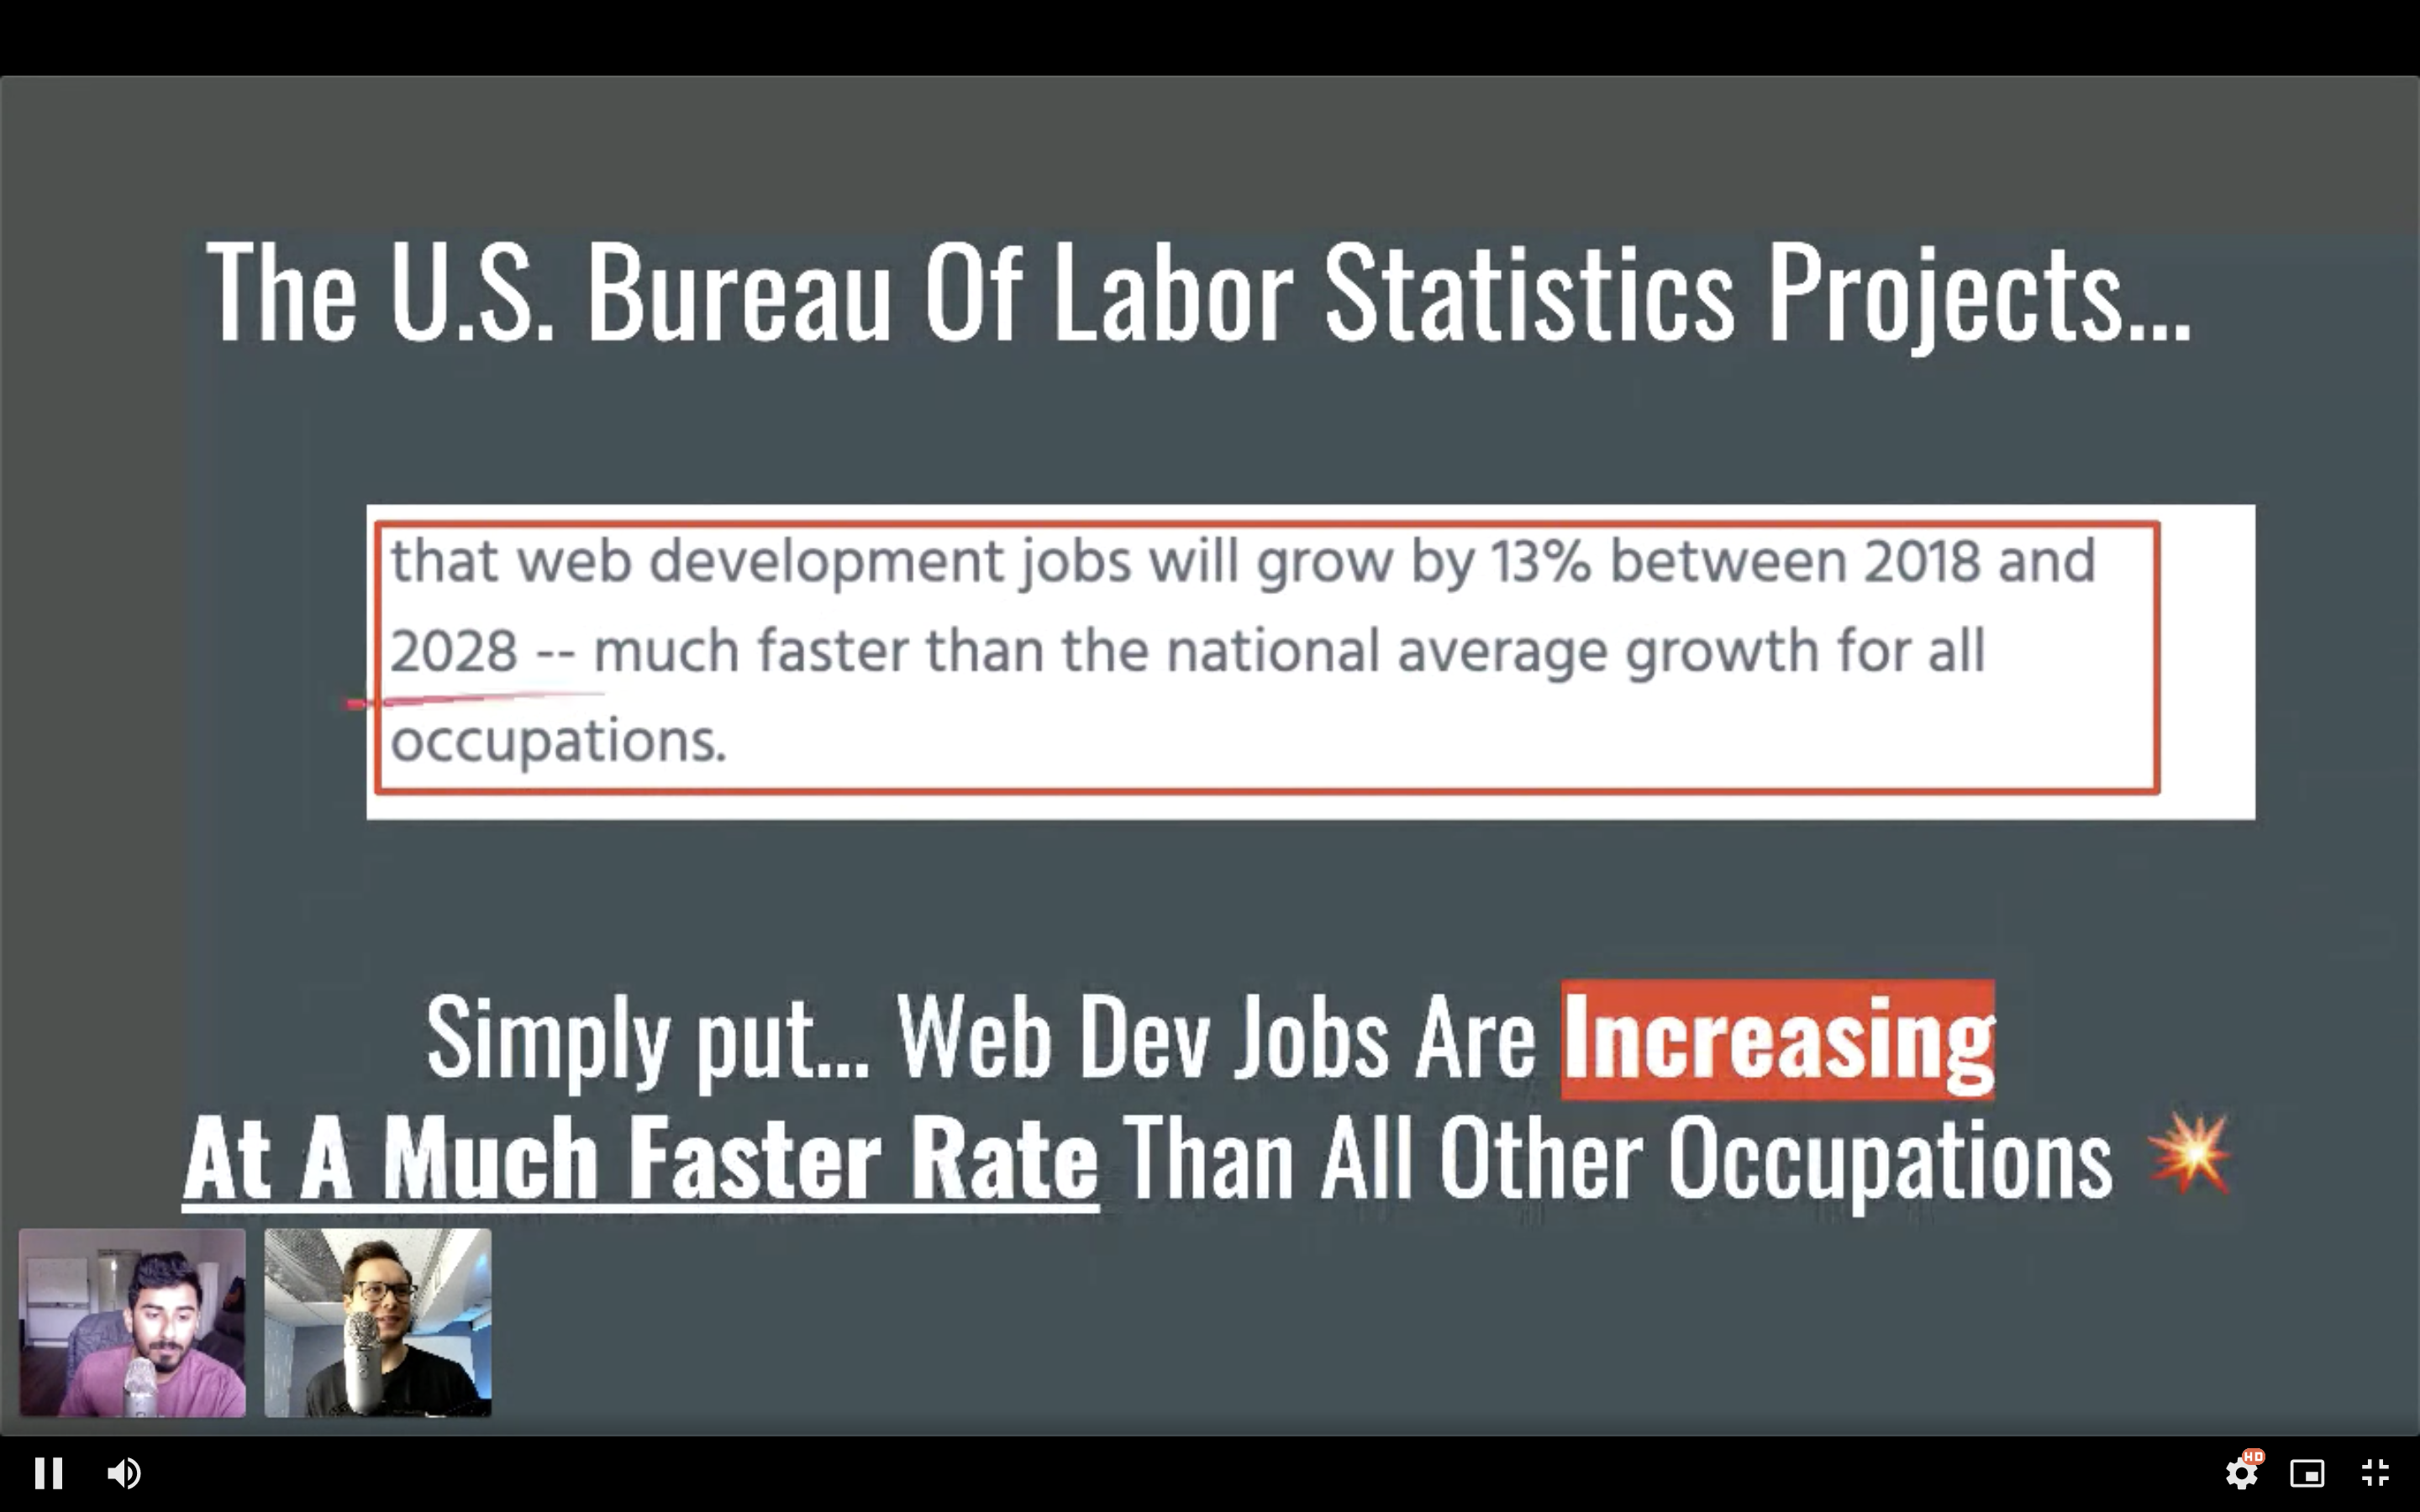 The U.S. Bureau Of Labor Statistics Projects...
that web development jobs will grow by 13% between 2018 and
2028 -- much faster than the national average growth for all
occupations.
Simply put... Web Dev Jobs Are Increasing
At A Much Faster Rate Than All Other Occupations 💥
HD